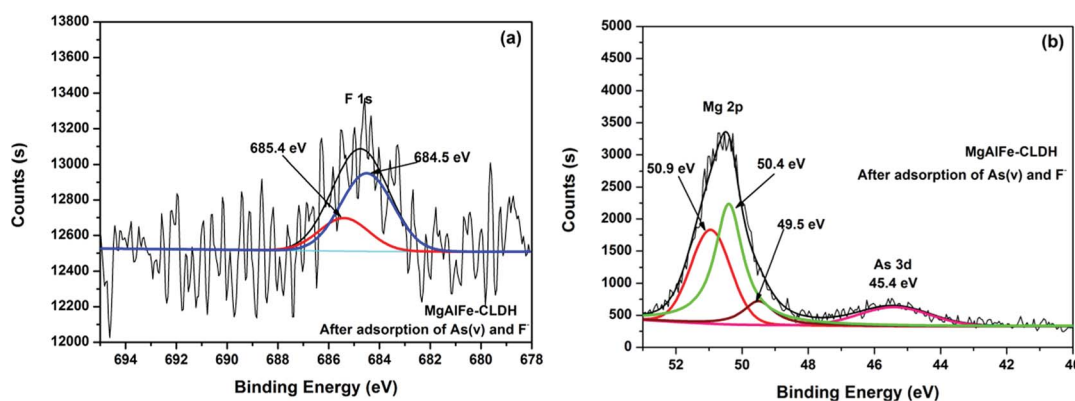 (a)
13800
13600
13400
13200
13000
12800
12600
12400
12200
12000
Counts (s)
F 1s
685.4 eV
684.5 eV
MgAlFe-CLDH
After adsorption of As(v) and F⁻
694 692 690 688 686 684 682 680 678
Binding Energy (eV)
(b)
5000
4500
4000
3500
3000
2500
2000
1500
1000
500
0
Counts (s)
Mg 2p
MgAlFe-CLDH
After adsorption of As(v) and F⁻
50.9 eV
50.4 eV
49.5 eV
As 3d
45.4 eV
52 50 48 46 44 42 40
Binding Energy (eV)